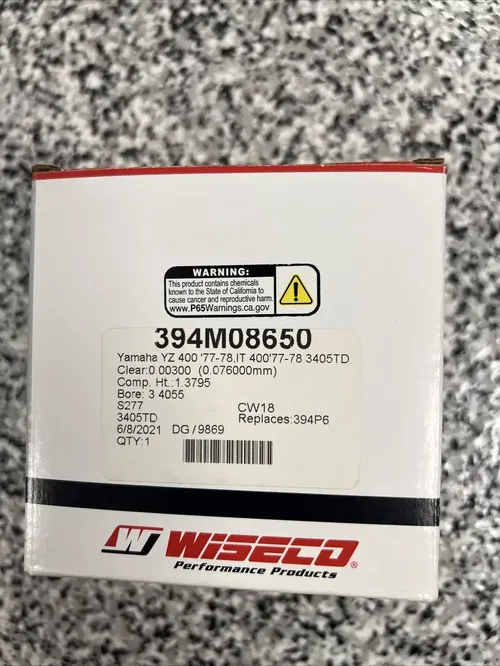 WARNING:
This product contains chemicals
known to the State of California to
cause cancer and reproductive harm.
www.P65Warnings.ca.gov
394M08650
Yamaha YZ 400 '77-78,IT 400'77-78 3405TD
Clear:0.00300 (0.076000mm)
Comp. Ht.:1.3795
Bore: 3 4055
S277 CW18
3405TD Replaces:394P6
6/8/2021 DG/9869
QTY:1
W WISECO®
Performance Products